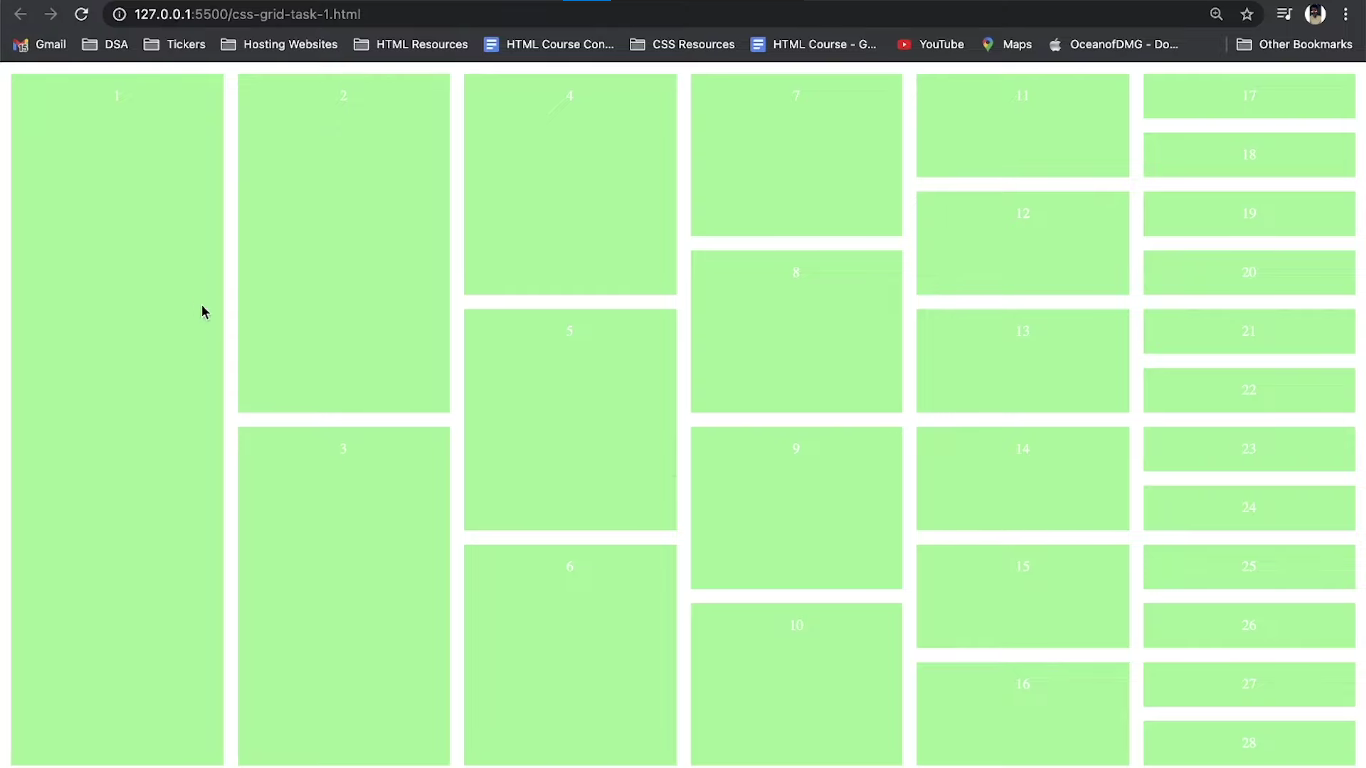 127.0.0.1:5500/css-grid-task-1.html
Gmail DSA Tickers Hosting Websites HTML Resources HTML Course Con... CSS Resources HTML Course - G... YouTube Maps OceanofDMG - Do... Other Bookmarks
1 2 4 7 11 17
18
12 19
8 20
5 13 21
22
3 9 14 23
24
6 15 25
10 26
16 27
28